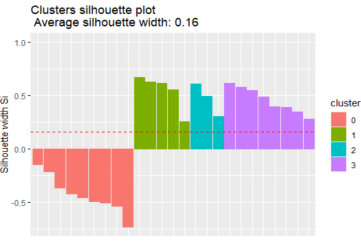 Clusters silhouette plot
Average silhouette width: 0.16
1.0
0.5
0.0
-0.5
Silhouette width Si
cluster
0
1
2
3